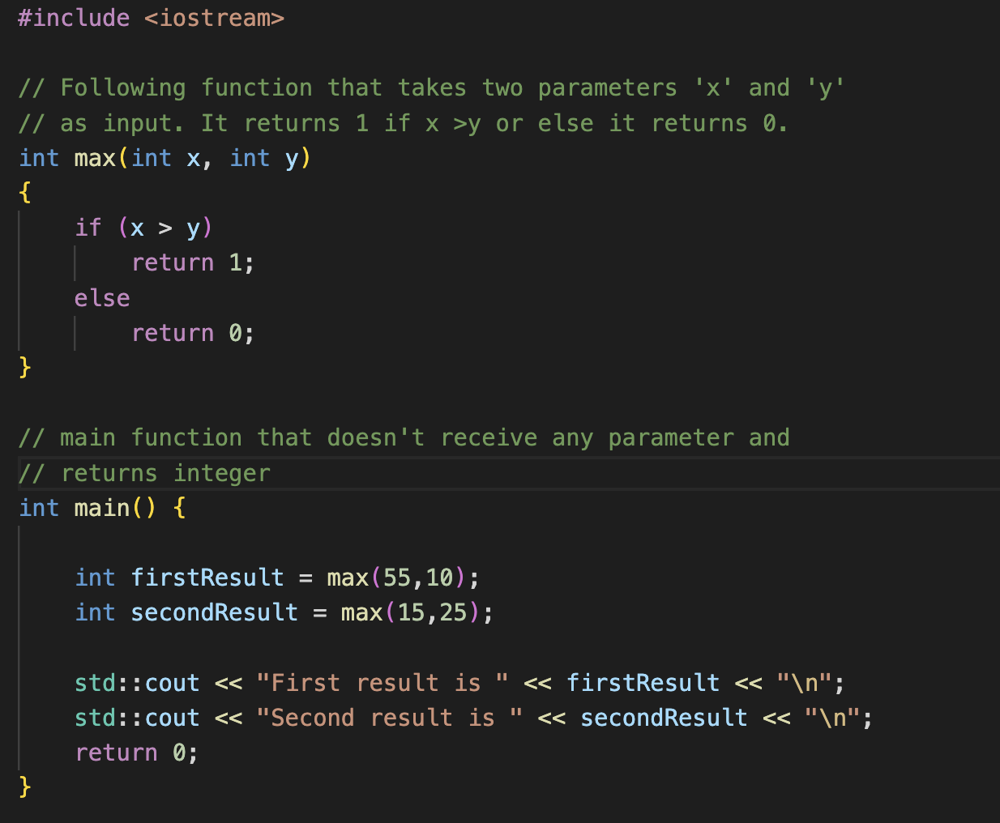 #include <iostream>
// Following function that takes two parameters 'x' and 'y'
// as input. It returns 1 if x >y or else it returns 0.
int max(int x, int y)
{
    if (x > y)
        return 1;
    else
        return 0;
}
// main function that doesn't receive any parameter and
// returns integer
int main() {
    int firstResult = max(55,10);
    int secondResult = max(15,25);
    std::cout << "First result is " << firstResult << "\n";
    std::cout << "Second result is " << secondResult << "\n";
    return 0;
}